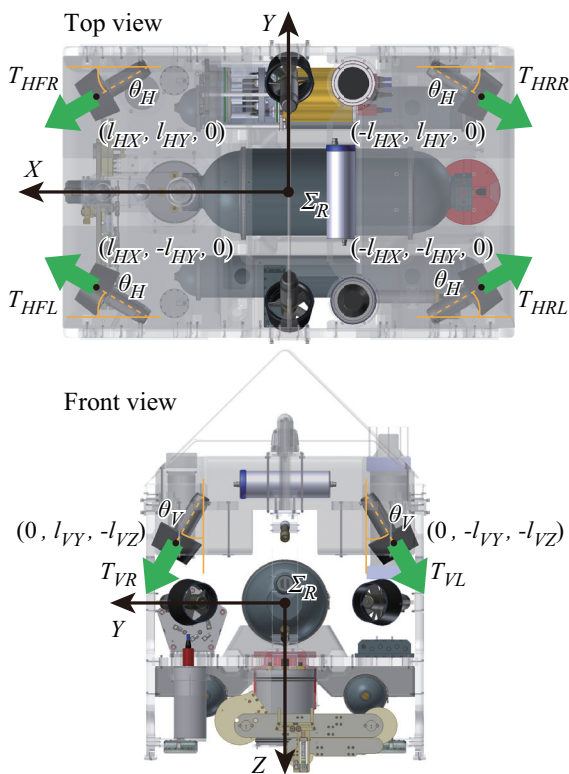 Top view
Y
T_HFR
T_HRR
θ_H
θ_H
(l_HX, l_HY, 0)
(-l_HX, l_HY, 0)
X
Σ_R
(l_HX, -l_HY, 0)
(-l_HX, -l_HY, 0)
θ_H
θ_H
T_HFL
T_HRL
Front view
θ_V
θ_V
(0, l_VY, -l_VZ)
(0, -l_VY, -l_VZ)
T_VR
Σ_R
T_VL
Y
Z